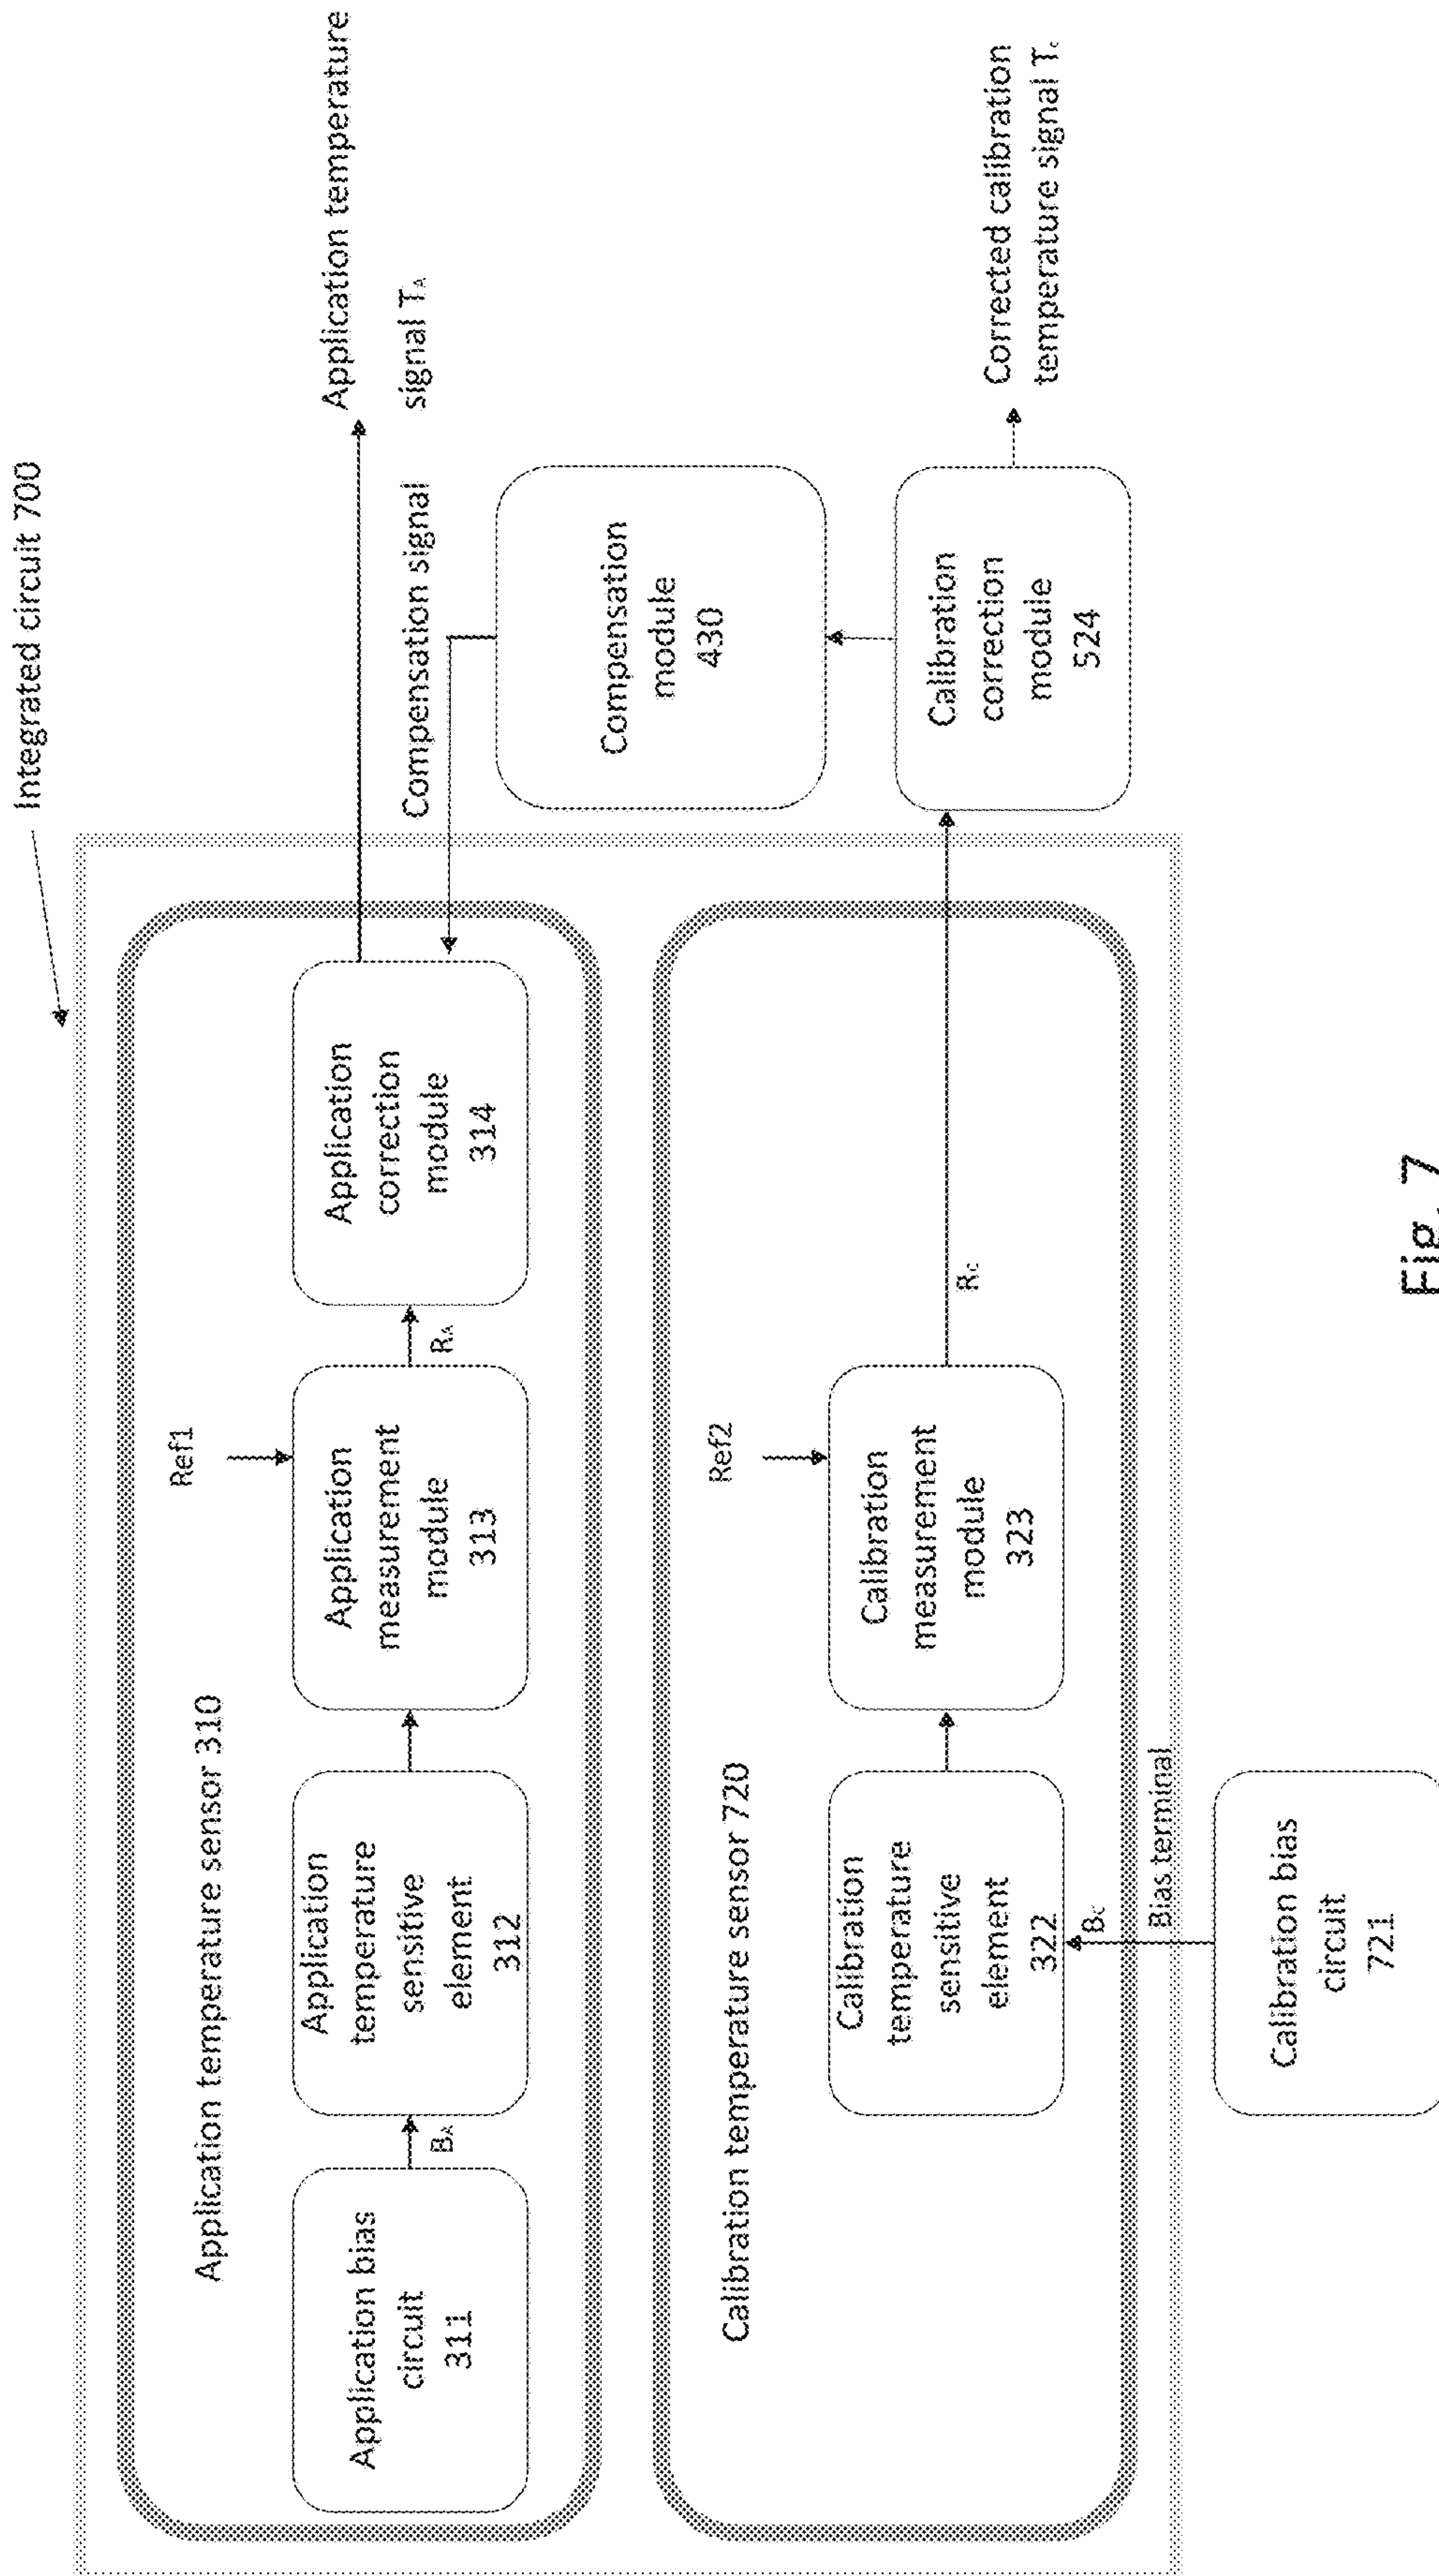 Integrated circuit 700
Application temperature sensor 310
Application bias
circuit
311
BA
Application
temperature
sensitive
element
312
Ref1
Application
measurement
module
313
RA
Application
correction
module
314
Application temperature
signal TA
Compensation signal
Compensation
module
430
Calibration temperature sensor 720
Calibration
temperature
sensitive
element
322
Ref2
Calibration
measurement
module
323
RC
Calibration
correction
module
524
Corrected calibration
temperature signal Tc
BC
Bias terminal
Calibration bias
circuit
721
Fig. 7